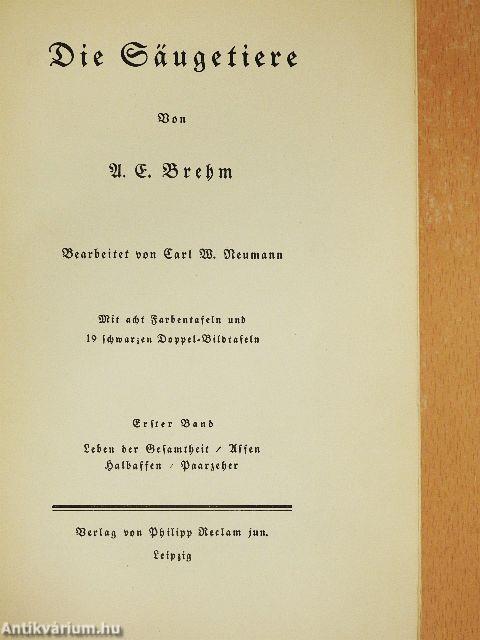 Die Säugetiere
Von
A. E. Brehm
Bearbeitet von Carl W. Neumann
Mit acht Farbentafeln und
19 schwarzen Doppel-Bildtafeln
Erster Band
Leben der Gesamtheit / Affen
Halbaffen / Paarzeher
Verlag von Philipp Reclam jun.
Leipzig
Antikvárium.hu